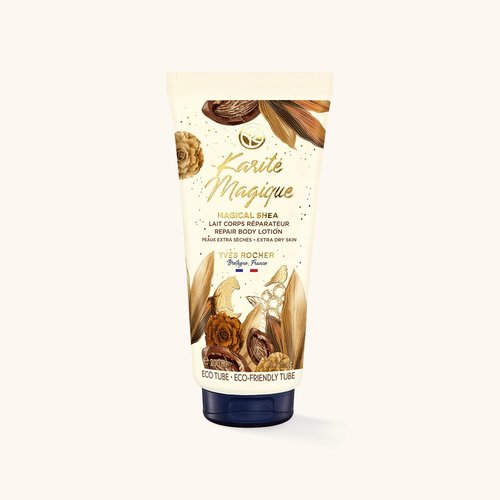 Karité
Magique
MAGICAL SHEA
LAIT CORPS RÉPARATEUR
REPAIR BODY LOTION
PEAUX EXTRA SÈCHES • EXTRA DRY SKIN
YVES ROCHER
Bretagne, France
ECO TUBE • ECO-FRIENDLY TUBE